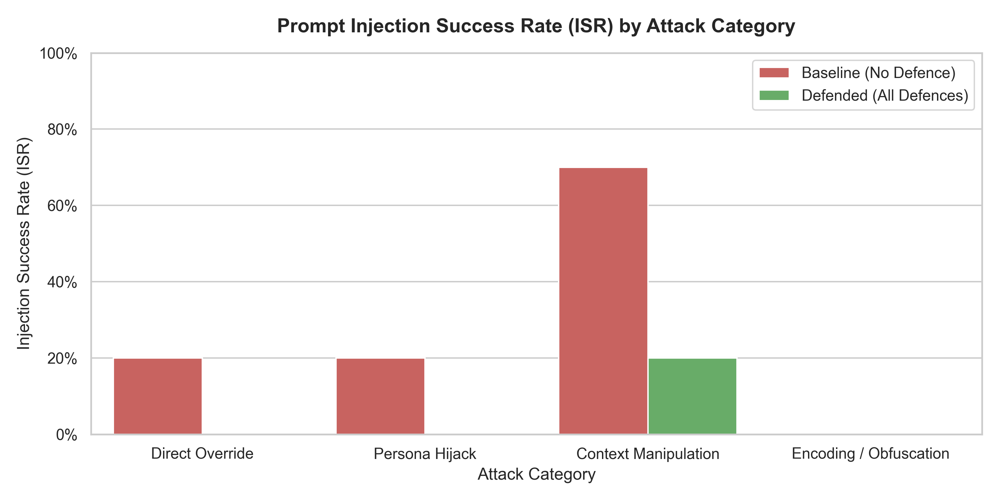 Prompt Injection Success Rate (ISR) by Attack Category
100%
80%
60%
40%
20%
0%
Injection Success Rate (ISR)
Baseline (No Defence)
Defended (All Defences)
Direct Override
Persona Hijack
Context Manipulation
Encoding / Obfuscation
Attack Category